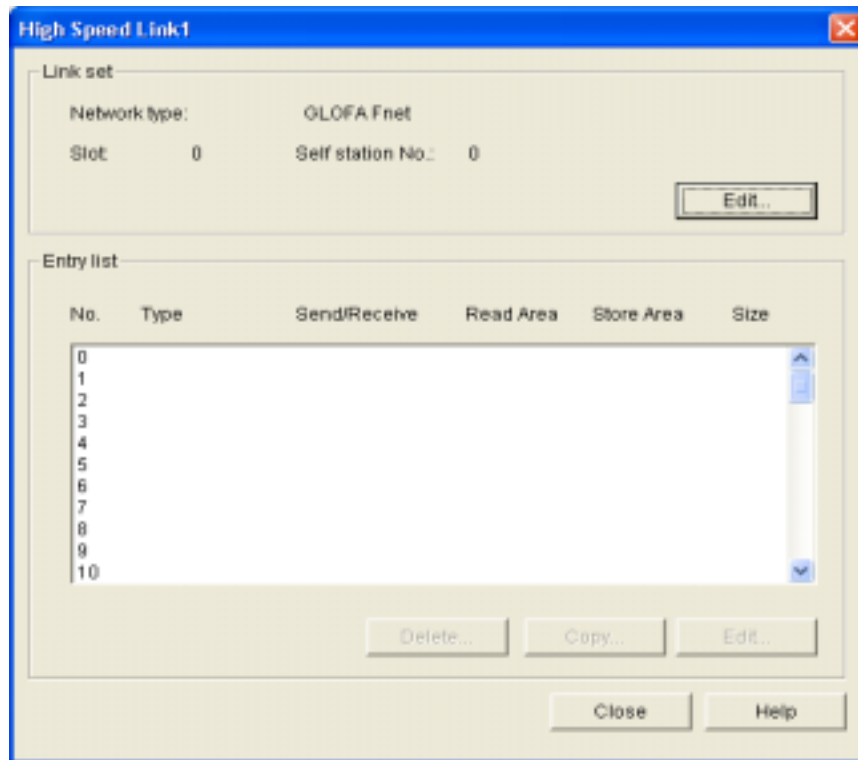 High Speed Link1
Link set
Network type: GLOFA Fnet
Slot: 0 Self station No.: 0
Edit...
Entry list
No. Type Send/Receive Read Area Store Area Size
0
1
2
3
4
5
6
7
8
9
10
Delete... Copy... Edit...
Close Help